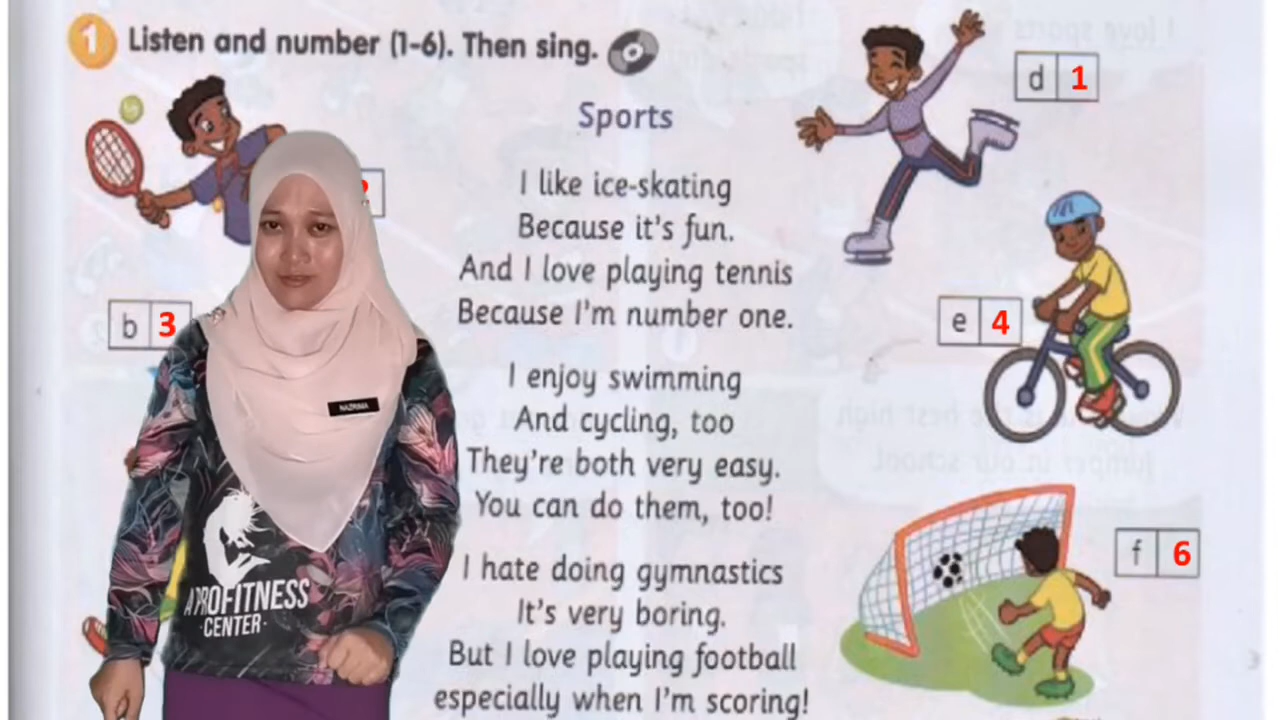 1 Listen and number (1-6). Then sing.
Sports
I like ice-skating
Because it's fun.
And I love playing tennis
Because I'm number one.
I enjoy swimming
And cycling, too
They're both very easy.
You can do them, too!
I hate doing gymnastics
It's very boring.
But I love playing football
especially when I'm scoring!
b 3
d 1
e 4
f 6
NAZRIMA
FITNESS
-CENTER-